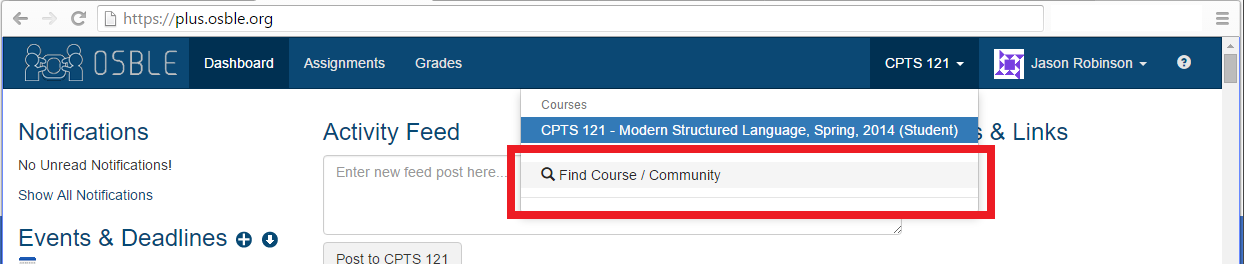 https://plus.osble.org
OSBLE Dashboard Assignments Grades CPTS 121 Jason Robinson ?
Courses
Notifications Activity Feed CPTS 121 - Modern Structured Language, Spring, 2014 (Student) s & Links
No Unread Notifications! Enter new feed post here... Find Course / Community
Show All Notifications
Events & Deadlines
Post to CPTS 121